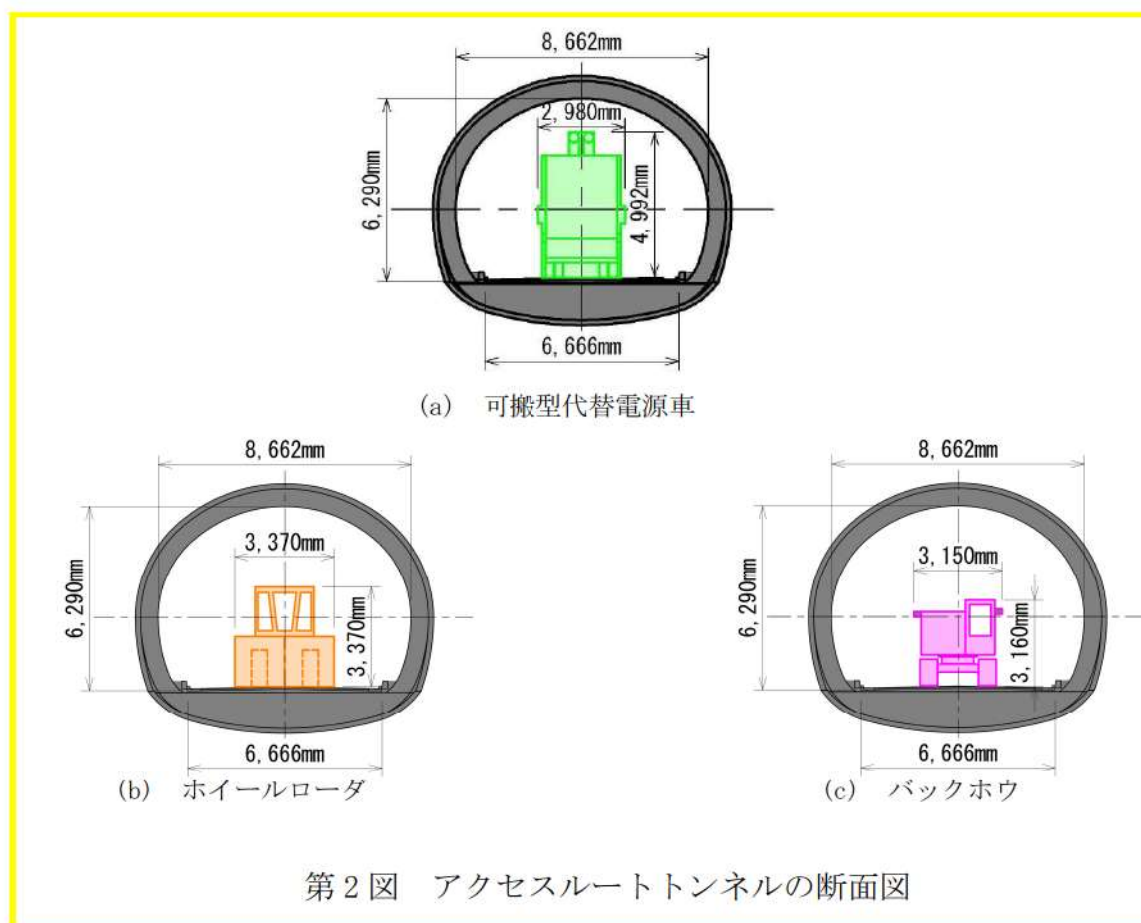 8,662mm
2,980mm
6,290mm
4,992mm
6,666mm
(a) 可搬型代替電源車
8,662mm
3,370mm
6,290mm
3,370mm
6,666mm
(b) ホイールローダ
8,662mm
3,150mm
6,290mm
3,160mm
6,666mm
(c) バックホウ
第2図 アクセスルートトンネルの断面図